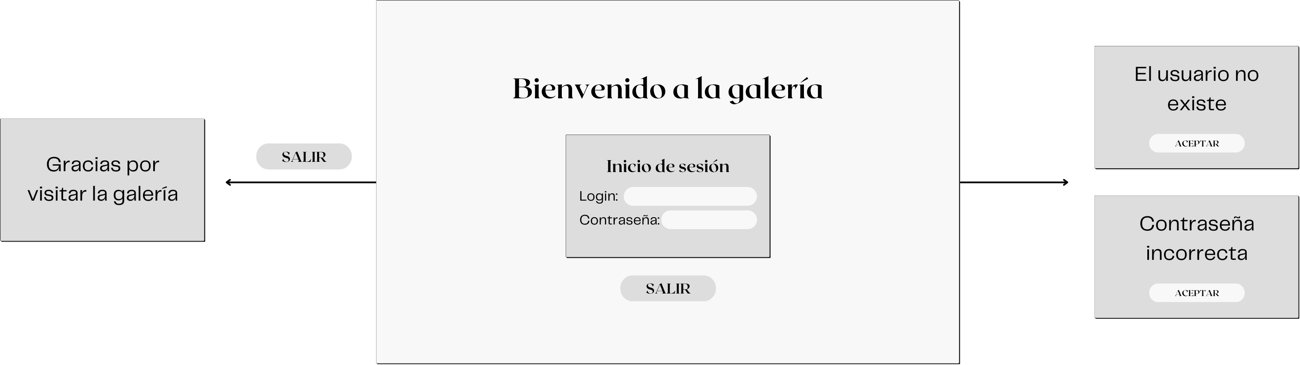 Gracias por
visitar la galería
SALIR
Bienvenido a la galería
Inicio de sesión
Login:
Contraseña:
SALIR
El usuario no
existe
ACEPTAR
Contraseña
incorrecta
ACEPTAR